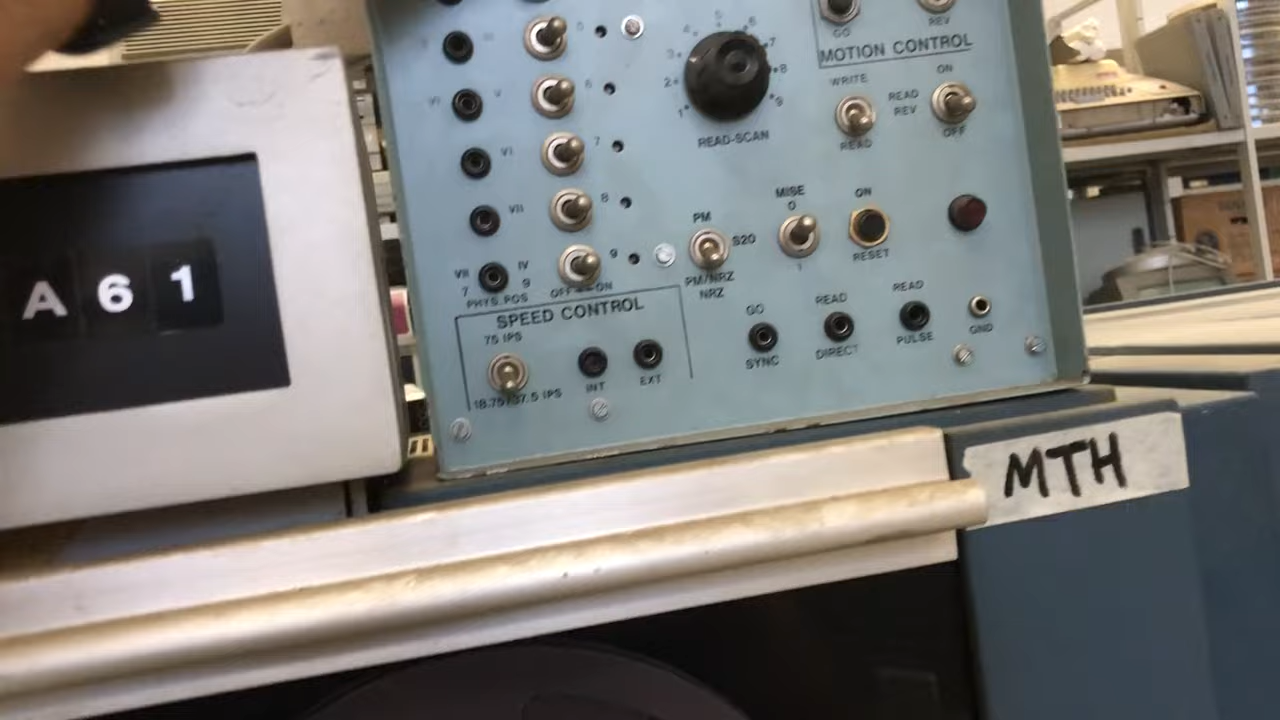 GO
REV
MOTION CONTROL
5
6
7
8
9
1
2
3
4
5
6
7
8
9
READ-SCAN
WRITE
READ
READ
REV
ON
OFF
VI
V
VI
VII
VII
7
IV
9
PHYS.POS
OFF
ON
PM
S20
PM/NRZ
NRZ
MISE
0
1
ON
RESET
SPEED CONTROL
75 IPS
18.75/37.5 IPS
INT
EXT
GO
SYNC
READ
DIRECT
READ
PULSE
GND
A 6 1
MTH